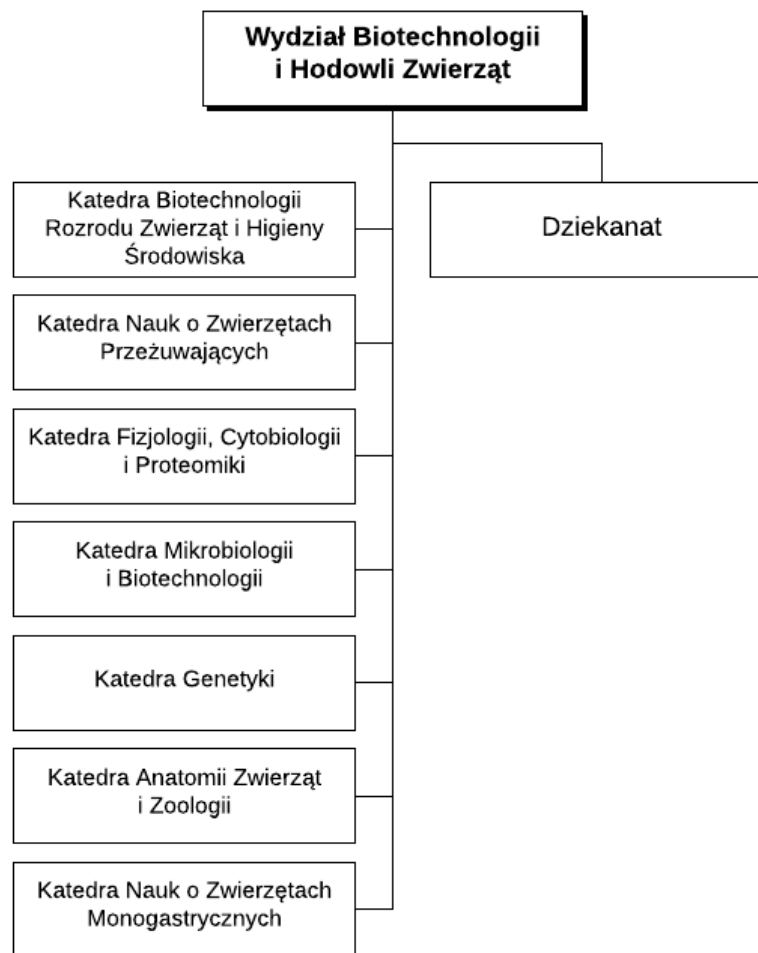 Wydział Biotechnologii
i Hodowli Zwierząt
Katedra Biotechnologii
Rozrodu Zwierząt i Higieny
Środowiska
Dziekanat
Katedra Nauk o Zwierzętach
Przeżuwających
Katedra Fizjologii, Cytobiologii
i Proteomiki
Katedra Mikrobiologii
i Biotechnologii
Katedra Genetyki
Katedra Anatomii Zwierząt
i Zoologii
Katedra Nauk o Zwierzętach
Monogastrycznych